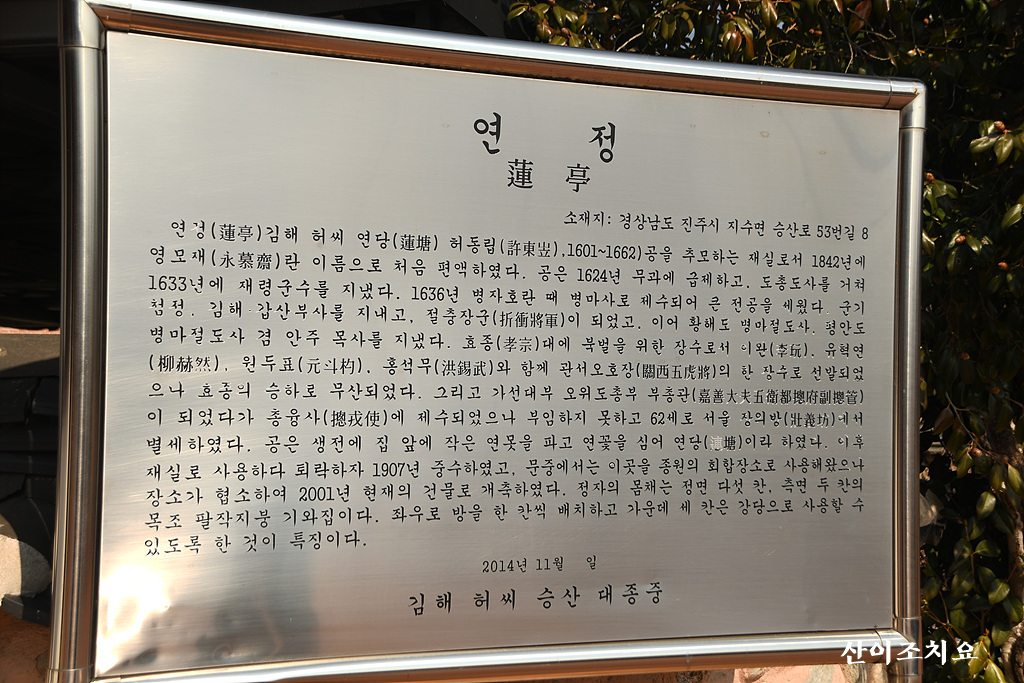 연 정
蓮 亭
소재지: 경상남도 진주시 지수면 승산로 53번길 8
연정(蓮亭)김해 허씨 연당(蓮塘) 허동립(許東岦),1601~1662)공을 추모하는 재실로서 1842년에
영모재(永慕齋)란 이름으로 처음 편액하였다. 공은 1624년 무과에 급제하고, 도총도사를 거쳐
1633년에 재령군수를 지냈다. 1636년 병자호란 때 병마사로 제수되어 큰 전공을 세웠다. 군기
첨정, 김해 갑산부사를 지내고, 절충장군(折衝將軍)이 되었고, 이어 황해도 병마절도사, 평안도
병마절도사 겸 안주 목사를 지냈다. 효종(孝宗)대에 북벌을 위한 장수로서 이완(李玩), 유혁연
(柳赫然), 원두표(元斗杓), 홍석무(洪錫武)와 함께 관서오호장(關西五虎將)의 한 장수로 선발되었
으나 효종의 승하로 무산되었다. 그리고 가선대부 오위도총부 부총관(嘉善大夫五衛都摠府副摠管)
이 되었다가 총융사(摠戎使)에 제수되었으나 부임하지 못하고 62세로 서울 장의방(壯義坊)에서
별세하였다. 공은 생전에 집 앞에 작은 연못을 파고 연꽃을 심어 연당(蓮塘)이라 하였다. 이후
재실로 사용하다 퇴락하자 1907년 중수하였고, 문중에서는 이곳을 종원의 회합장소로 사용해왔으나
장소가 협소하여 2001년 현재의 건물로 개축하였다. 정자의 몸채는 정면 다섯 칸, 측면 두 칸의
목조 팔작지붕 기와집이다. 좌우로 방을 한 칸씩 배치하고 가운데 세 칸은 강당으로 사용할 수
있도록 한 것이 특징이다.
2014년 11월 일
김해 허씨 승산 대종중
산이조치요